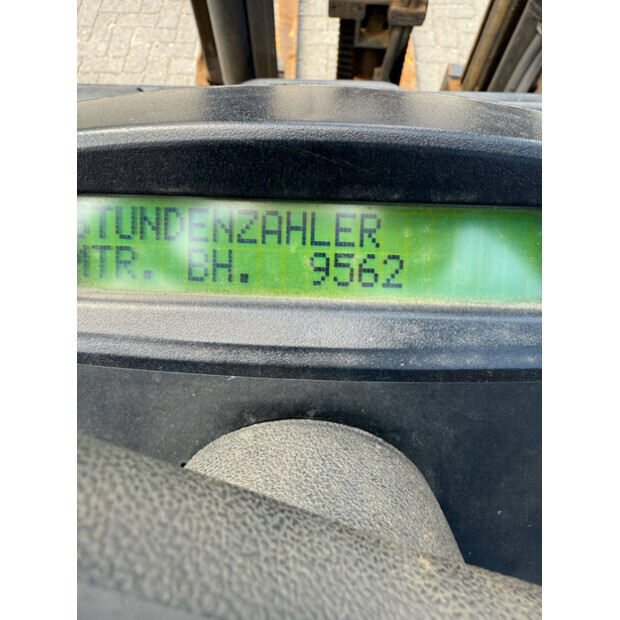 STUNDENZAHLER
MTR. BH. 9562